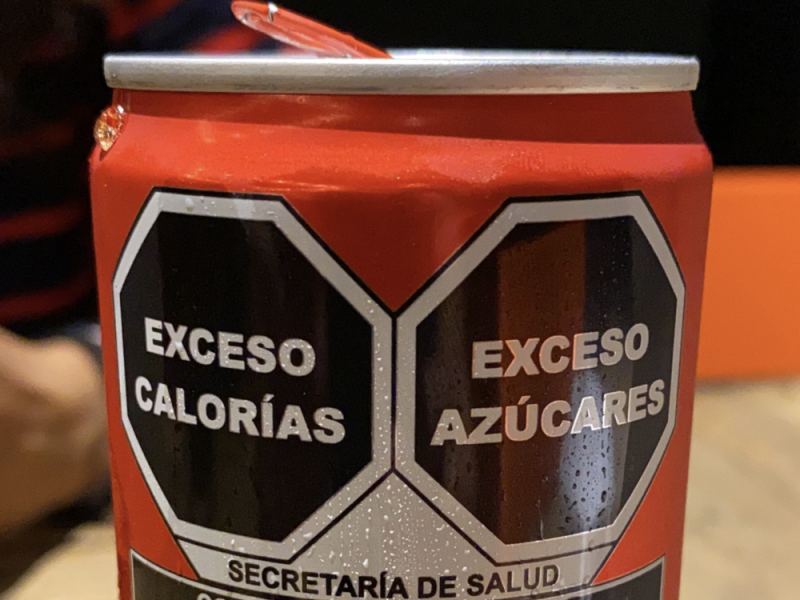 EXCESO
CALORÍAS
EXCESO
AZÚCARES
SECRETARÍA DE SALUD